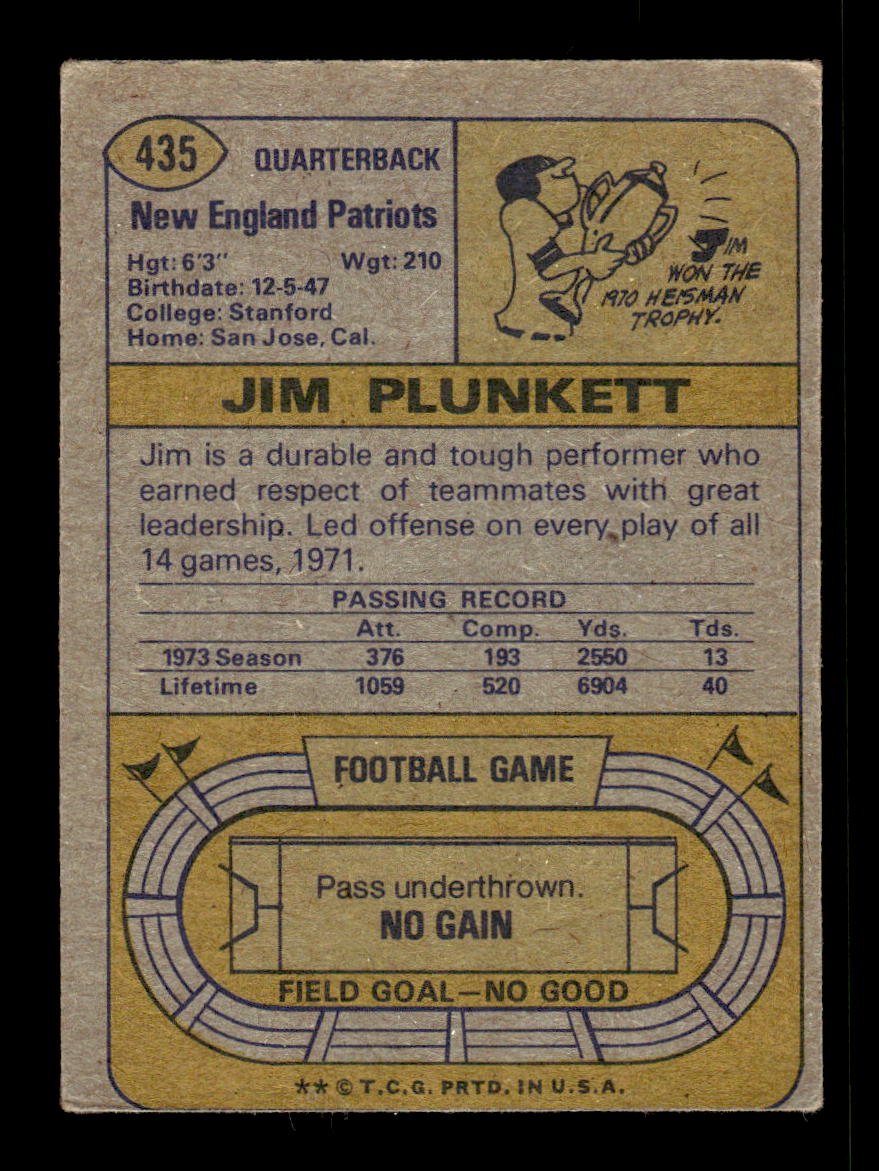 435
QUARTERBACK
New England Patriots
Hgt: 6'3" Wgt: 210
Birthdate: 12-5-47
College: Stanford
Home: San Jose, Cal.
JIM
WON THE
1970 HEISMAN
TROPHY.
JIM PLUNKETT
Jim is a durable and tough performer who
earned respect of teammates with great
leadership. Led offense on every play of all
14 games, 1971.
PASSING RECORD
Att. Comp. Yds. Tds.
1973 Season 376 193 2550 13
Lifetime 1059 520 6904 40
FOOTBALL GAME
Pass underthrown.
NO GAIN
FIELD GOAL—NO GOOD
** © T.C.G. PRTD. IN U.S.A.